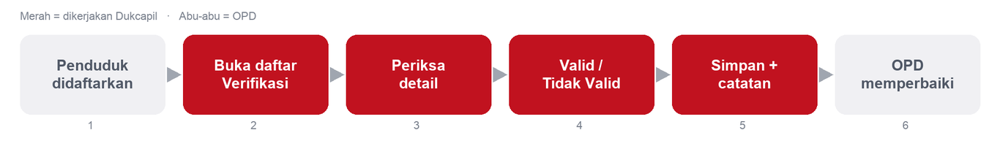 Merah = dikerjakan Dukcapil · Abu-abu = OPD
Penduduk
didaftarkan
1
Buka daftar
Verifikasi
2
Periksa
detail
3
Valid /
Tidak Valid
4
Simpan +
catatan
5
OPD
memperbaiki
6